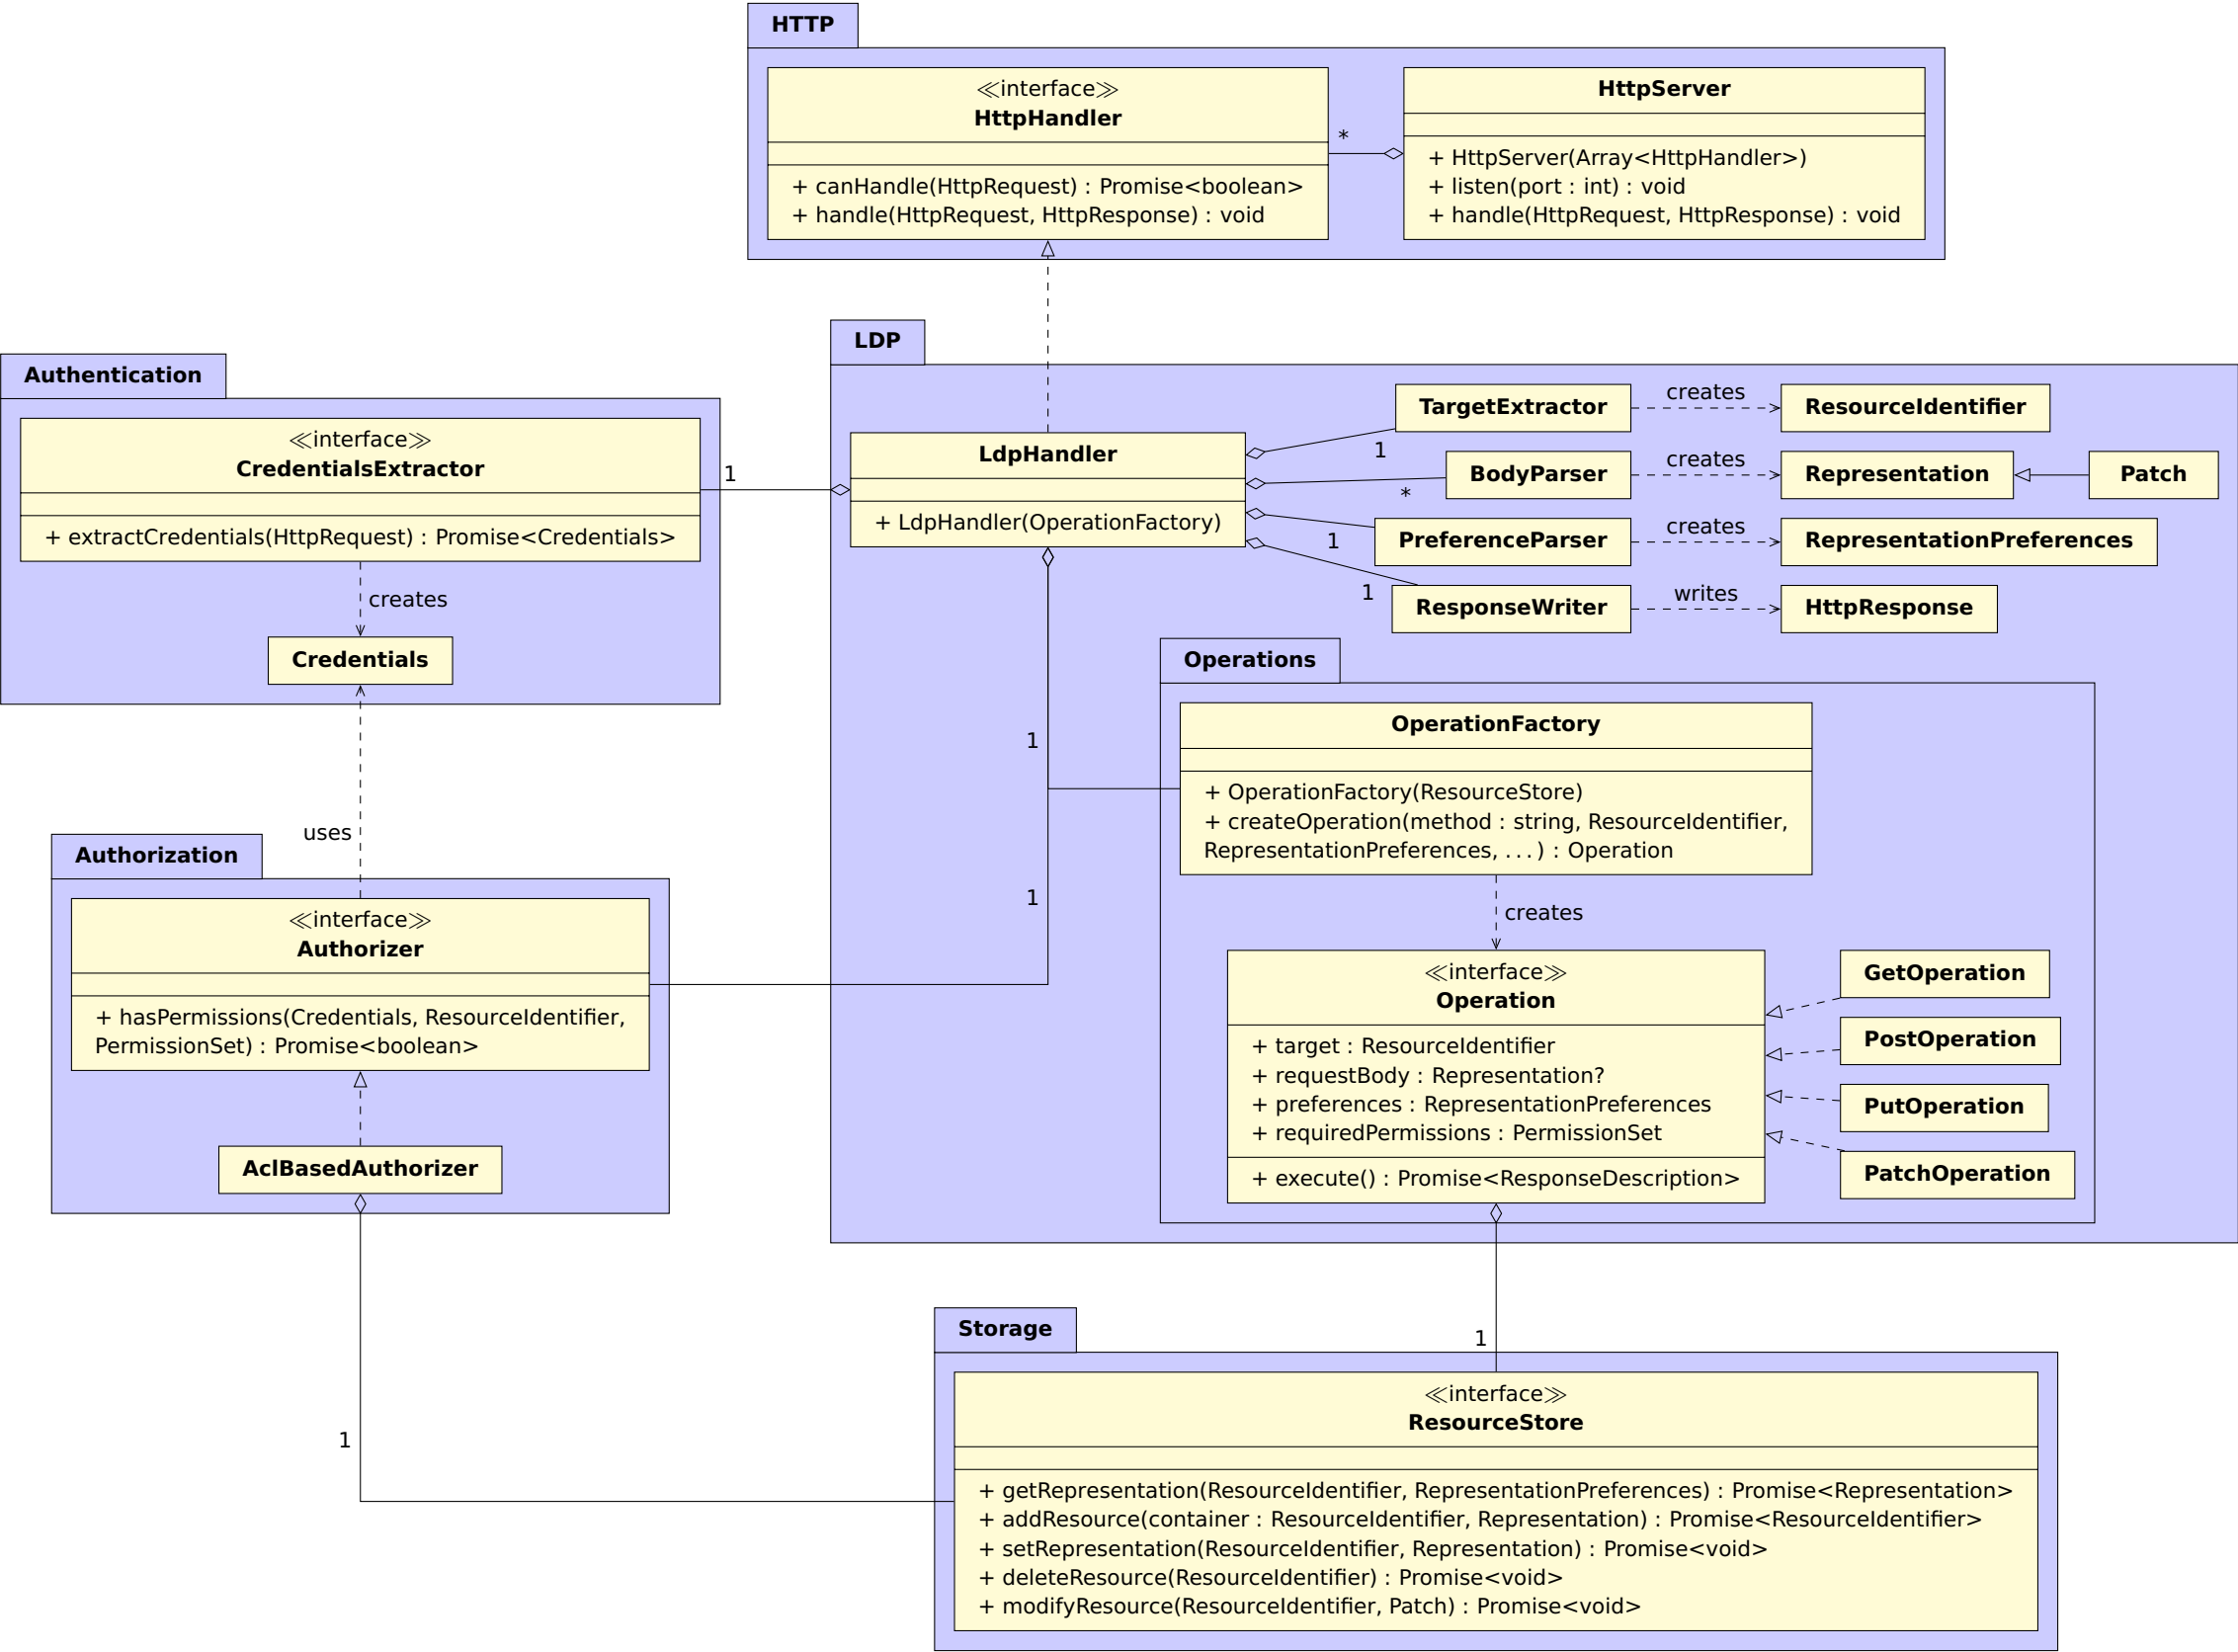 HTTP
≪interface≫
HttpHandler
+ canHandle(HttpRequest) : Promise<boolean>
+ handle(HttpRequest, HttpResponse) : void
*
HttpServer
+ HttpServer(Array<HttpHandler>)
+ listen(port : int) : void
+ handle(HttpRequest, HttpResponse) : void
Authentication
≪interface≫
CredentialsExtractor
+ extractCredentials(HttpRequest) : Promise<Credentials>
creates
Credentials
1
LDP
LdpHandler
+ LdpHandler(OperationFactory)
TargetExtractor
creates
ResourceIdentifier
1
BodyParser
creates
Representation
Patch
*
PreferenceParser
creates
RepresentationPreferences
1
ResponseWriter
writes
HttpResponse
1
Operations
OperationFactory
+ OperationFactory(ResourceStore)
+ createOperation(method : string, ResourceIdentifier,
RepresentationPreferences, ...) : Operation
1
1
creates
≪interface≫
Operation
+ target : ResourceIdentifier
+ requestBody : Representation?
+ preferences : RepresentationPreferences
+ requiredPermissions : PermissionSet
+ execute() : Promise<ResponseDescription>
GetOperation
PostOperation
PutOperation
PatchOperation
uses
Authorization
≪interface≫
Authorizer
+ hasPermissions(Credentials, ResourceIdentifier,
PermissionSet) : Promise<boolean>
AclBasedAuthorizer
1
1
Storage
≪interface≫
ResourceStore
+ getRepresentation(ResourceIdentifier, RepresentationPreferences) : Promise<Representation>
+ addResource(container : ResourceIdentifier, Representation) : Promise<ResourceIdentifier>
+ setRepresentation(ResourceIdentifier, Representation) : Promise<void>
+ deleteResource(ResourceIdentifier) : Promise<void>
+ modifyResource(ResourceIdentifier, Patch) : Promise<void>